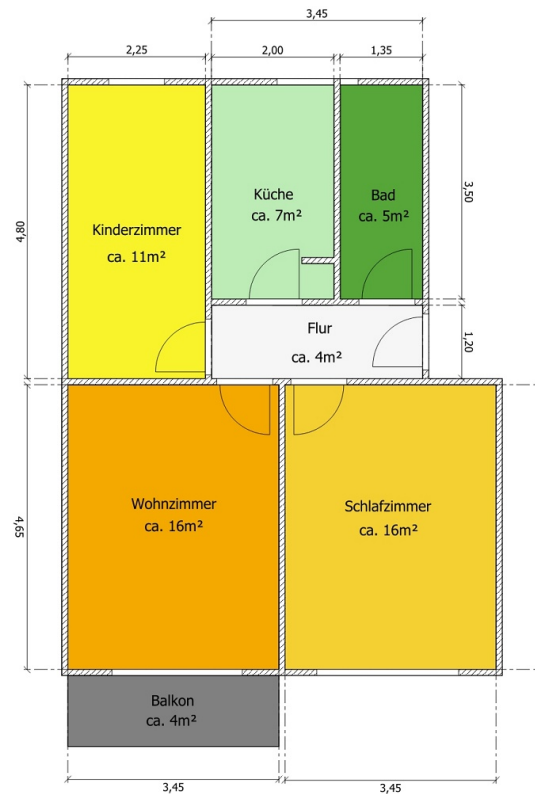 3,45
2,25
2,00
1,35
4,80
3,50
Kinderzimmer
ca. 11m²
Küche
ca. 7m²
Bad
ca. 5m²
Flur
ca. 4m²
1,20
4,65
Wohnzimmer
ca. 16m²
Schlafzimmer
ca. 16m²
Balkon
ca. 4m²
3,45
3,45